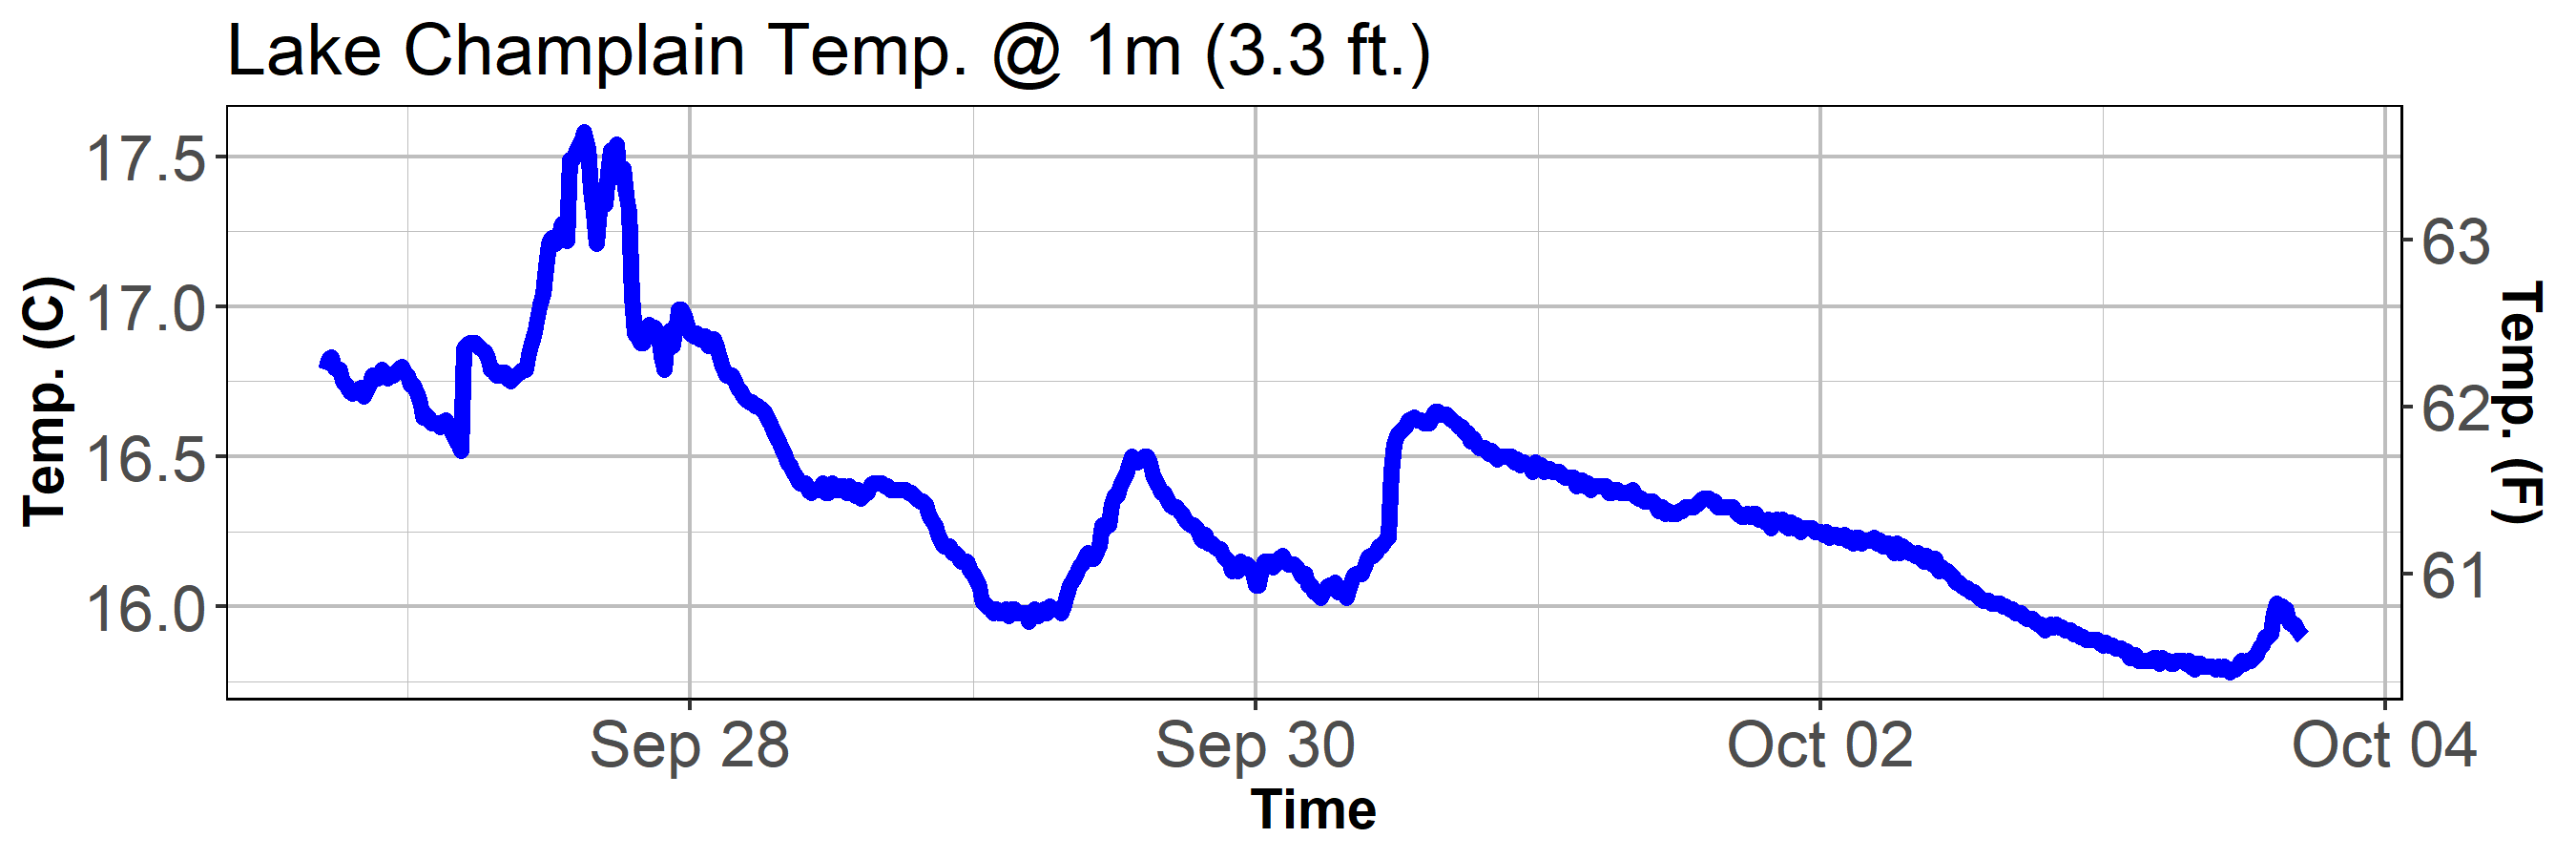 Lake Champlain Temp. @ 1m (3.3 ft.)
Temp. (C)
17.5
17.0
16.5
16.0
63
62
61
Temp. (F)
Sep 28
Sep 30
Oct 02
Oct 04
Time